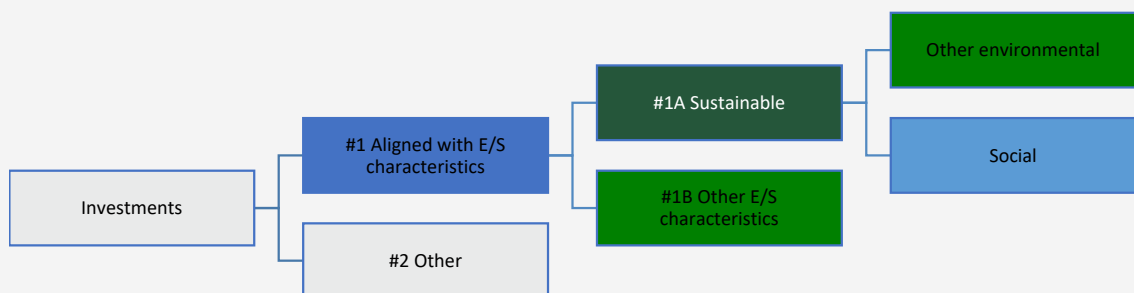 Other environmental
#1A Sustainable
#1 Aligned with E/S
characteristics
Social
Investments
#1B Other E/S
characteristics
#2 Other